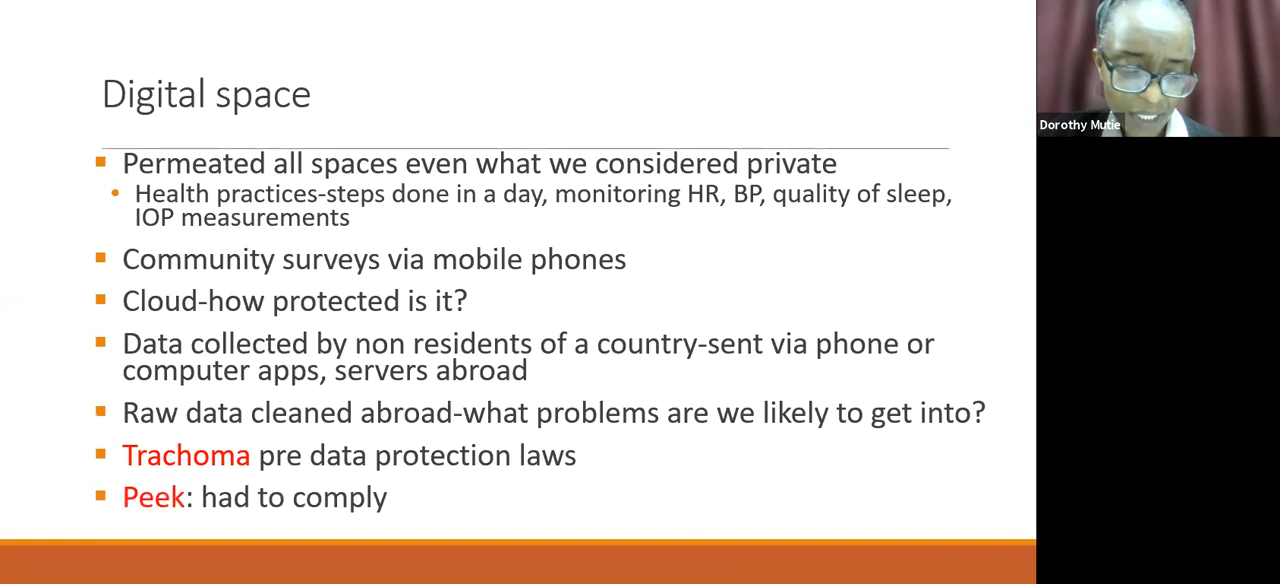 Digital space
Permeated all spaces even what we considered private
Health practices-steps done in a day, monitoring HR, BP, quality of sleep,
IOP measurements
Community surveys via mobile phones
Cloud-how protected is it?
Data collected by non residents of a country-sent via phone or
computer apps, servers abroad
Raw data cleaned abroad-what problems are we likely to get into?
Trachoma pre data protection laws
Peek: had to comply
Dorothy Mutie